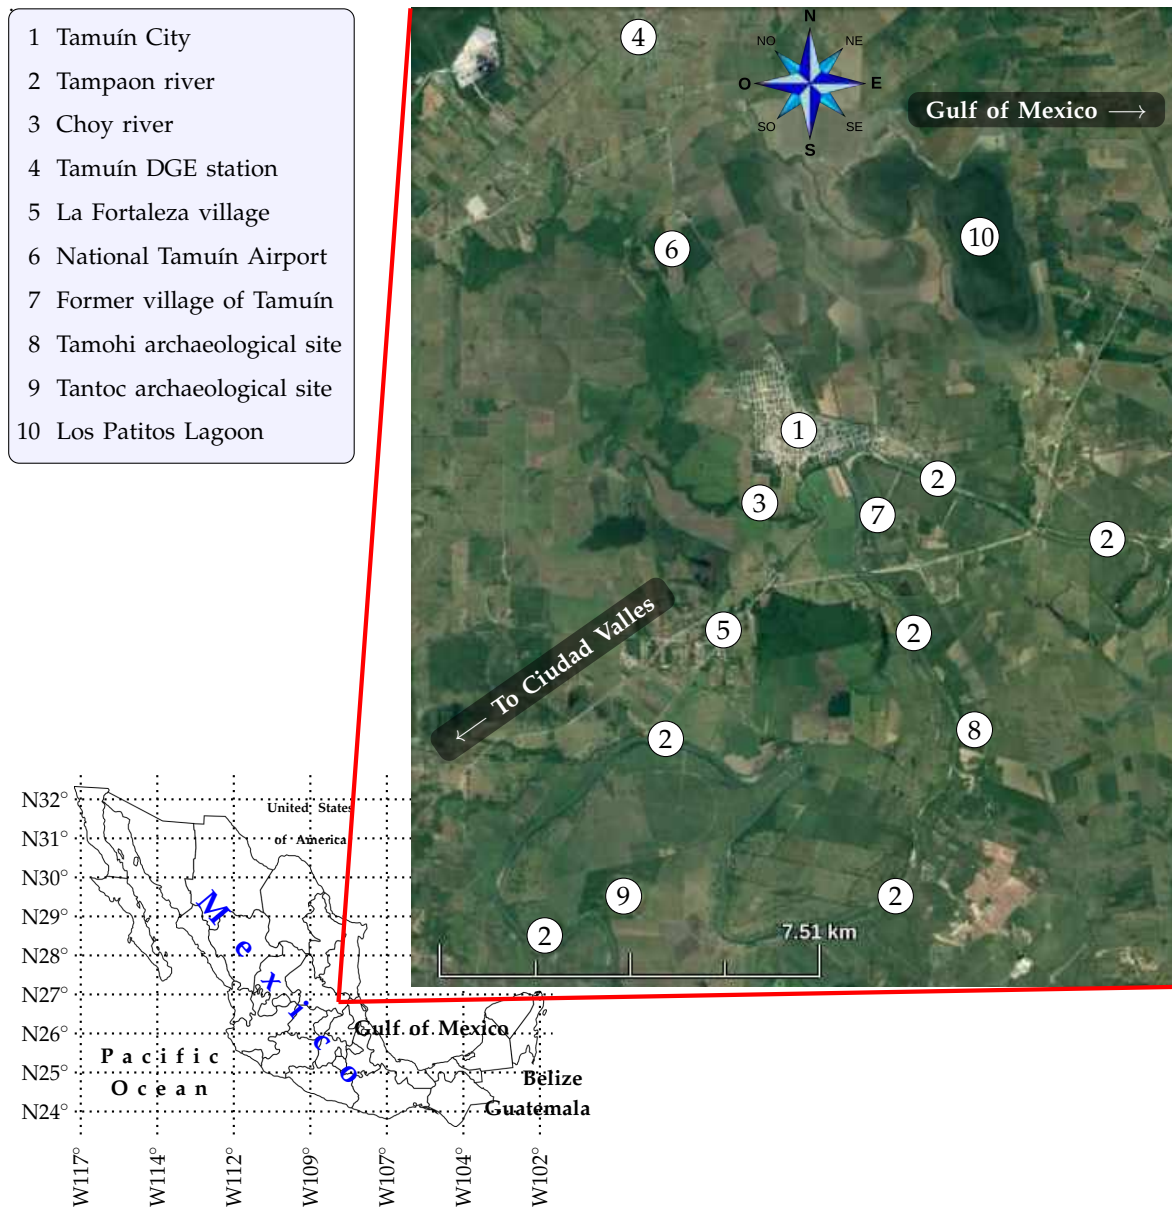 1 Tamuín City
2 Tampaon river
3 Choy river
4 Tamuín DGE station
5 La Fortaleza village
6 National Tamuín Airport
7 Former village of Tamuín
8 Tamohi archaeological site
9 Tantoc archaeological site
10 Los Patitos Lagoon
N
NO
NE
O
E
SO
SE
S
Gulf of Mexico →
4
6
10
1
2
3
7
2
5
2
← To Ciudad Valles
2
8
9
2
2
7.51 km
United States
of America
N32°
N31°
N30°
N29°
N28°
N27°
N26°
N25°
N24°
Mexico
Gulf of Mexico
Pacific
Ocean
Belize
Guatemala
W117°
W114°
W112°
W109°
W107°
W104°
W102°